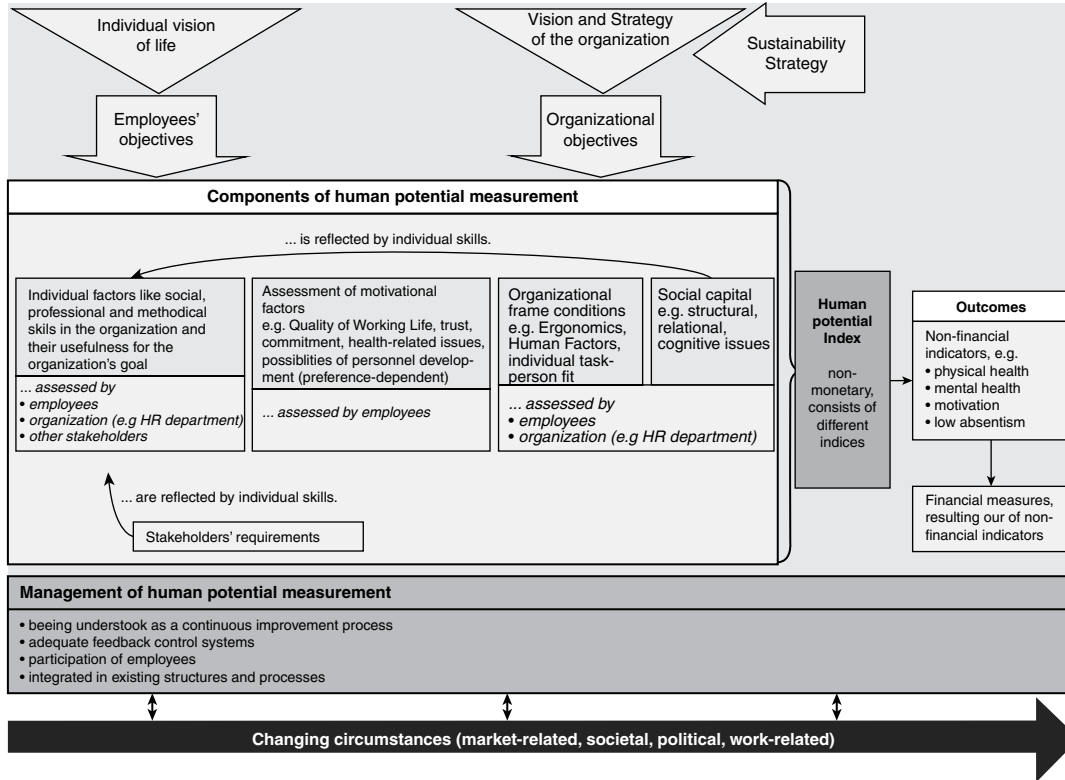 Individual vision
of life
Vision and Strategy
of the organization
Sustainability
Strategy
Employees'
objectives
Organizational
objectives
Components of human potential measurement
... is reflected by individual skills.
Individual factors like social,
professional and methodical
skils in the organization and
their usefulness for the
organization's goal
... assessed by
• employees
• organization (e.g HR department)
• other stakeholders
Assessment of motivational
factors
e.g. Quality of Working Life, trust,
commitment, health-related issues,
possiblities of personnel develop-
ment (preference-dependent)
... assessed by employees
Organizational
frame conditions
e.g. Ergonomics,
Human Factors,
individual task-
person fit
Social capital
e.g. structural,
relational,
cognitive issues
... assessed by
• employees
• organization (e.g HR department)
... are reflected by individual skills.
Stakeholders' requirements
Human
potential
Index
non-
monetary,
consists of
different
indices
Outcomes
Non-financial
indicators, e.g.
• physical health
• mental health
• motivation
• low absentism
Financial measures,
resulting our of non-
financial indicators
Management of human potential measurement
• beeing understook as a continuous improvement process
• adequate feedback control systems
• participation of employees
• integrated in existing structures and processes
Changing circumstances (market-related, societal, political, work-related)